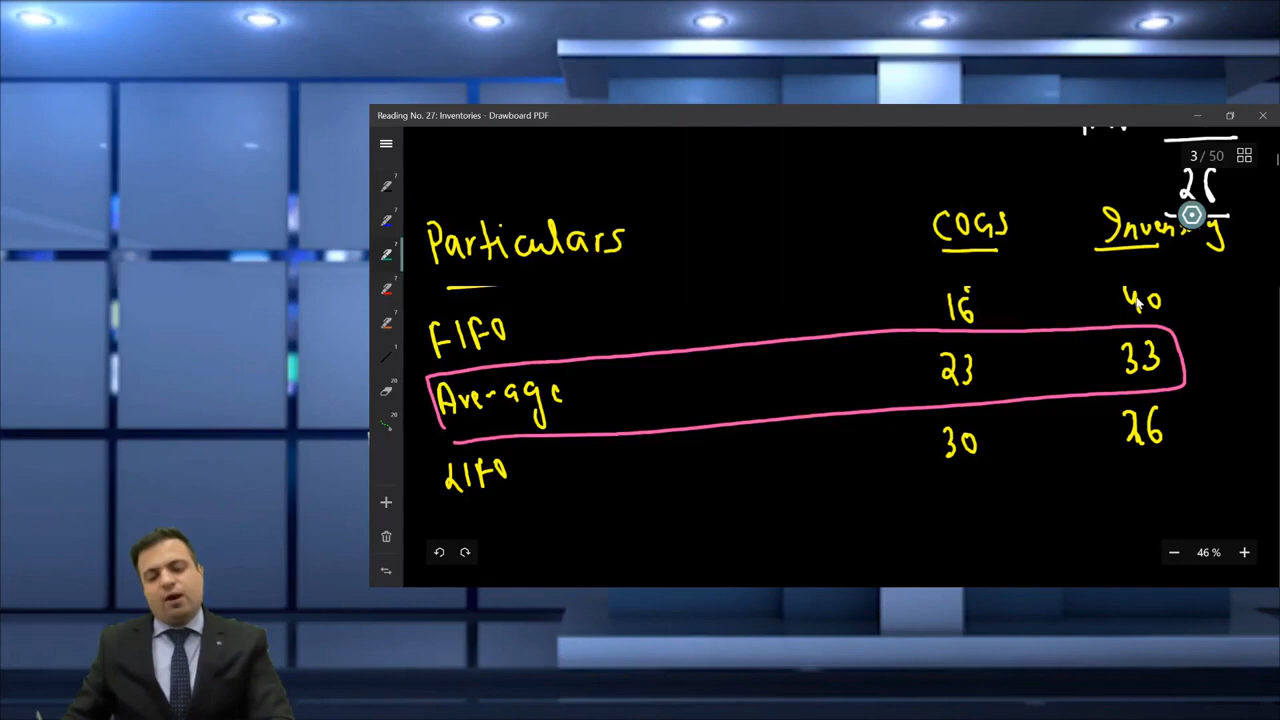 Reading No. 27: Inventories - Drawboard PDF
3 / 50
26
Particulars COGS Inventory
FIFO 16 40
Average 23 33
LIFO 30 26
46 %